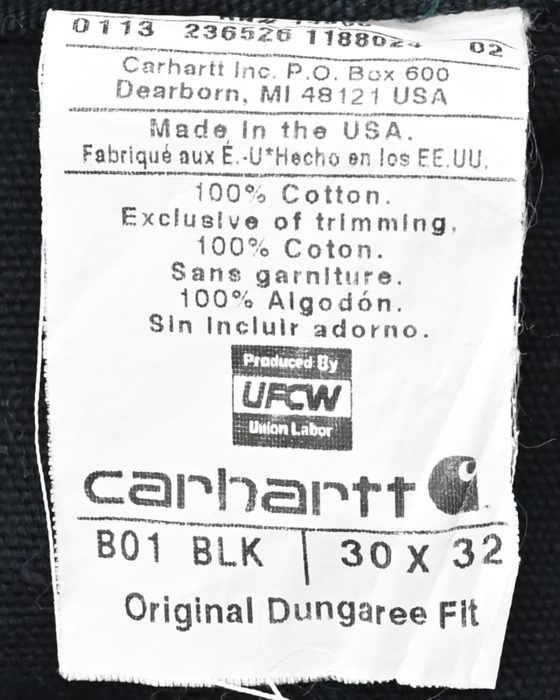 0113 236526 1188024 02
Carhartt Inc. P.O. Box 600
Dearborn, MI 48121 USA
Made in the USA.
Fabriqué aux É.-U*Hecho en los EE.UU.
100% Cotton.
Exclusive of trimming,
100% Coton.
Sans garniture.
100% Algodón.
Sin incluir adorno.
Produced By
UFCW
Union Labor
carhartt
B01 BLK 30 X 32
Original Dungaree Fit